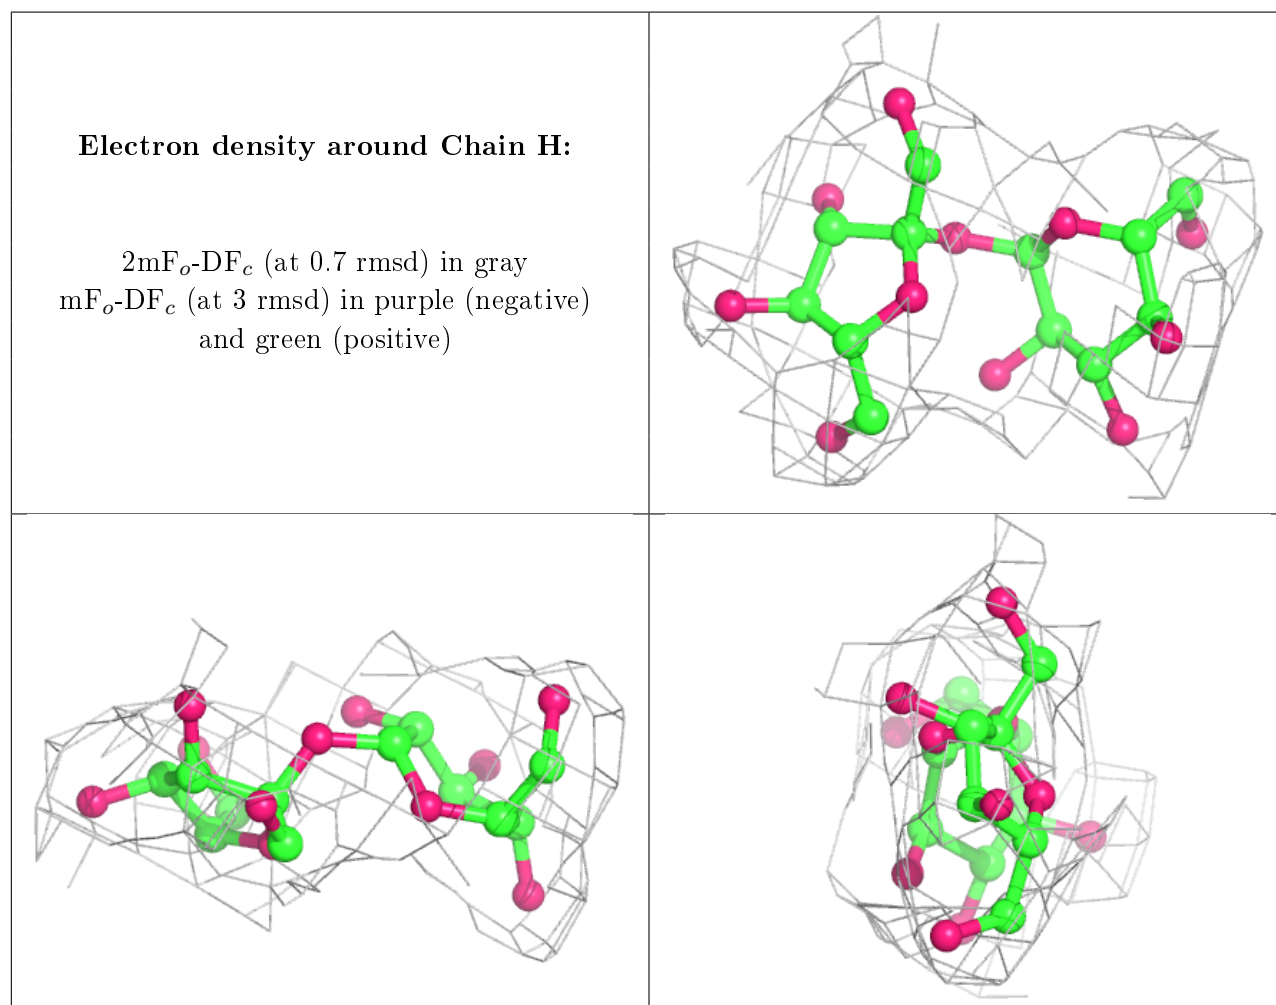 Electron density around Chain H:
2mFₒ-DF𝒸 (at 0.7 rmsd) in gray
mFₒ-DF𝒸 (at 3 rmsd) in purple (negative)
and green (positive)